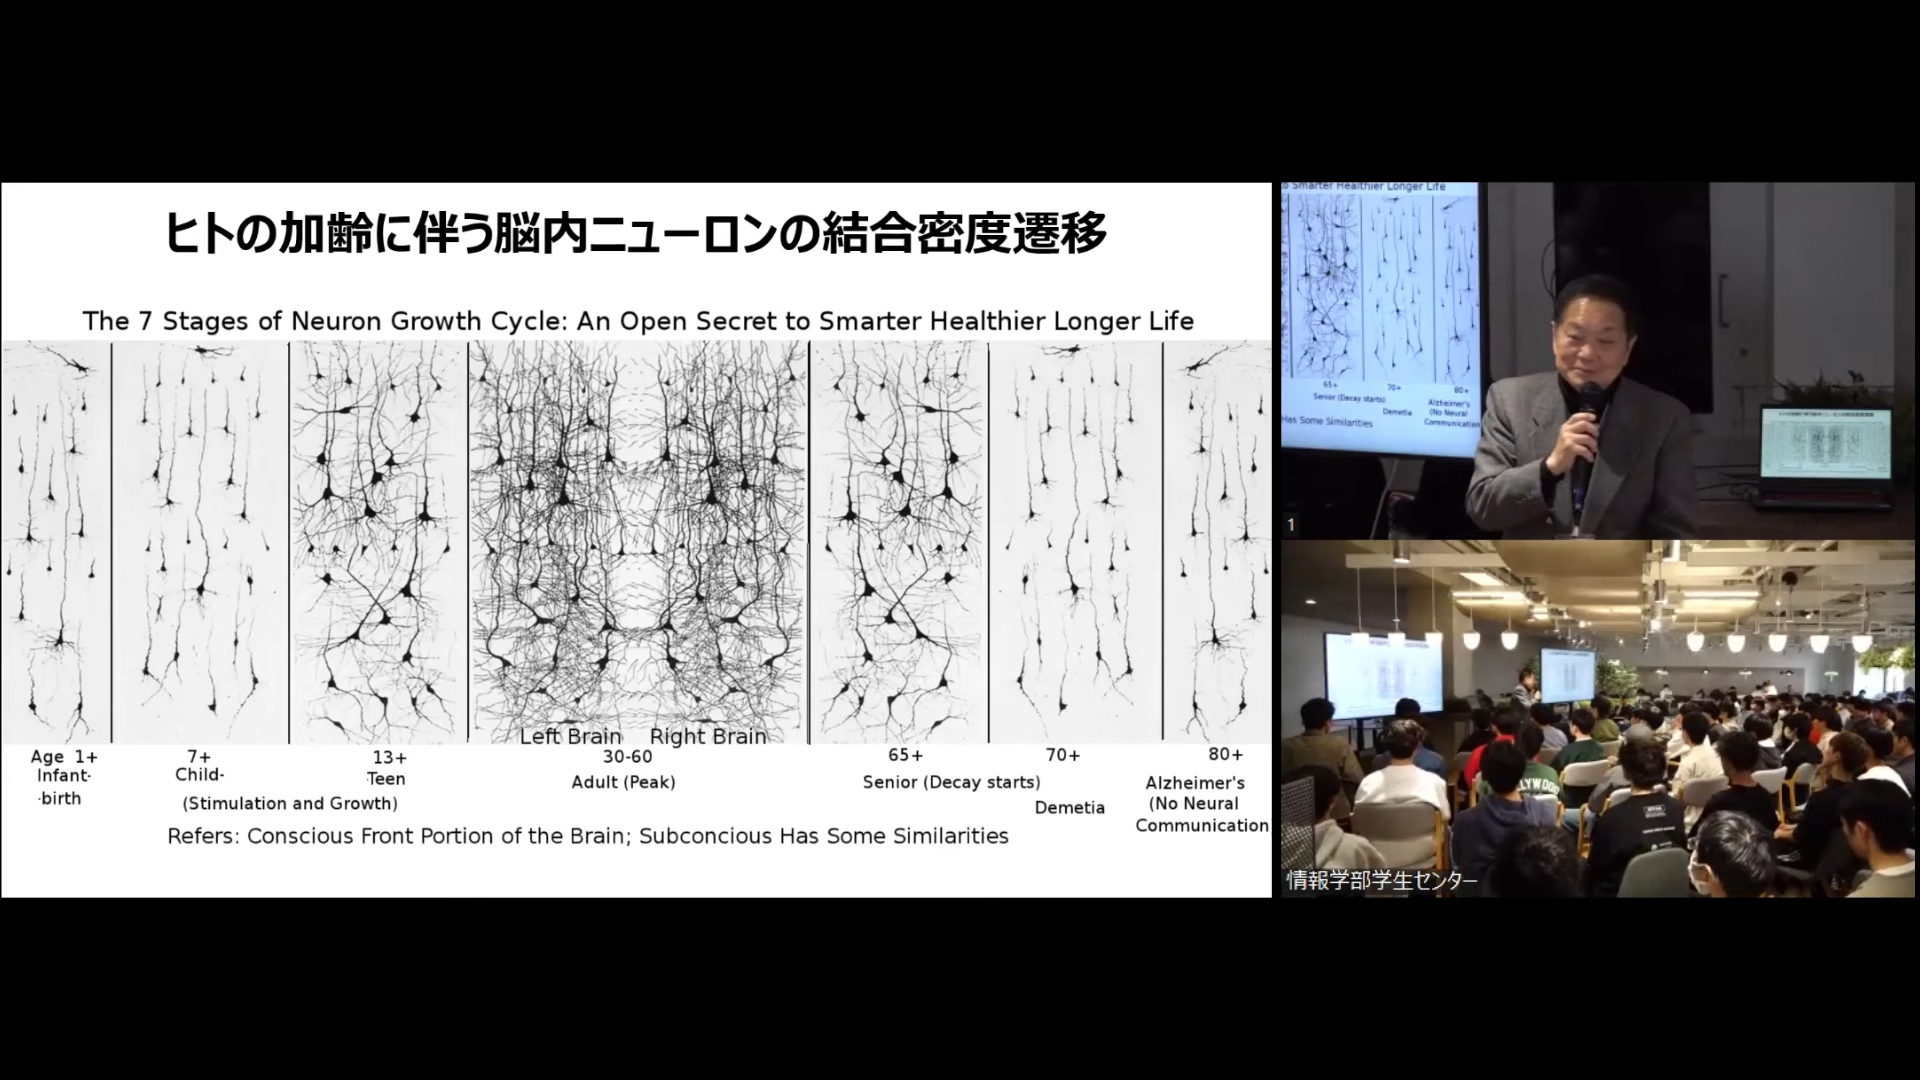 ヒトの加齢に伴う脳内ニューロンの結合密度遷移
The 7 Stages of Neuron Growth Cycle: An Open Secret to Smarter Healthier Longer Life
Left Brain Right Brain
Age 1+ 7+ 13+ 30-60 65+ 70+ 80+
Infant- Child- Teen Adult (Peak) Senior (Decay starts) Alzheimer's
-birth (Stimulation and Growth) Demetia (No Neural
Communication
Refers: Conscious Front Portion of the Brain; Subconcious Has Some Similarities
to Smarter Healthier Longer Life
65+ 70+ 80+
Senior (Decay starts) Alzheimer's
Demetia (No Neural
Has Some Similarities Communication
1
LYWOOD
情報学部学生センター